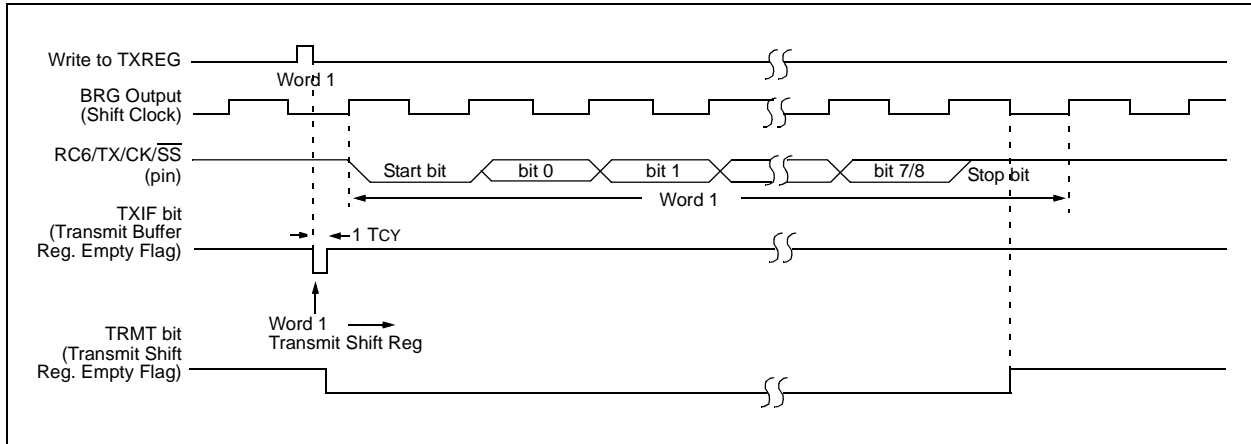 Write to TXREG
Word 1
BRG Output
(Shift Clock)
RC6/TX/CK/S̅S̅
(pin)
Start bit
bit 0
bit 1
bit 7/8
Stop bit
Word 1
TXIF bit
(Transmit Buffer
Reg. Empty Flag)
1 TCY
Word 1
Transmit Shift Reg
TRMT bit
(Transmit Shift
Reg. Empty Flag)